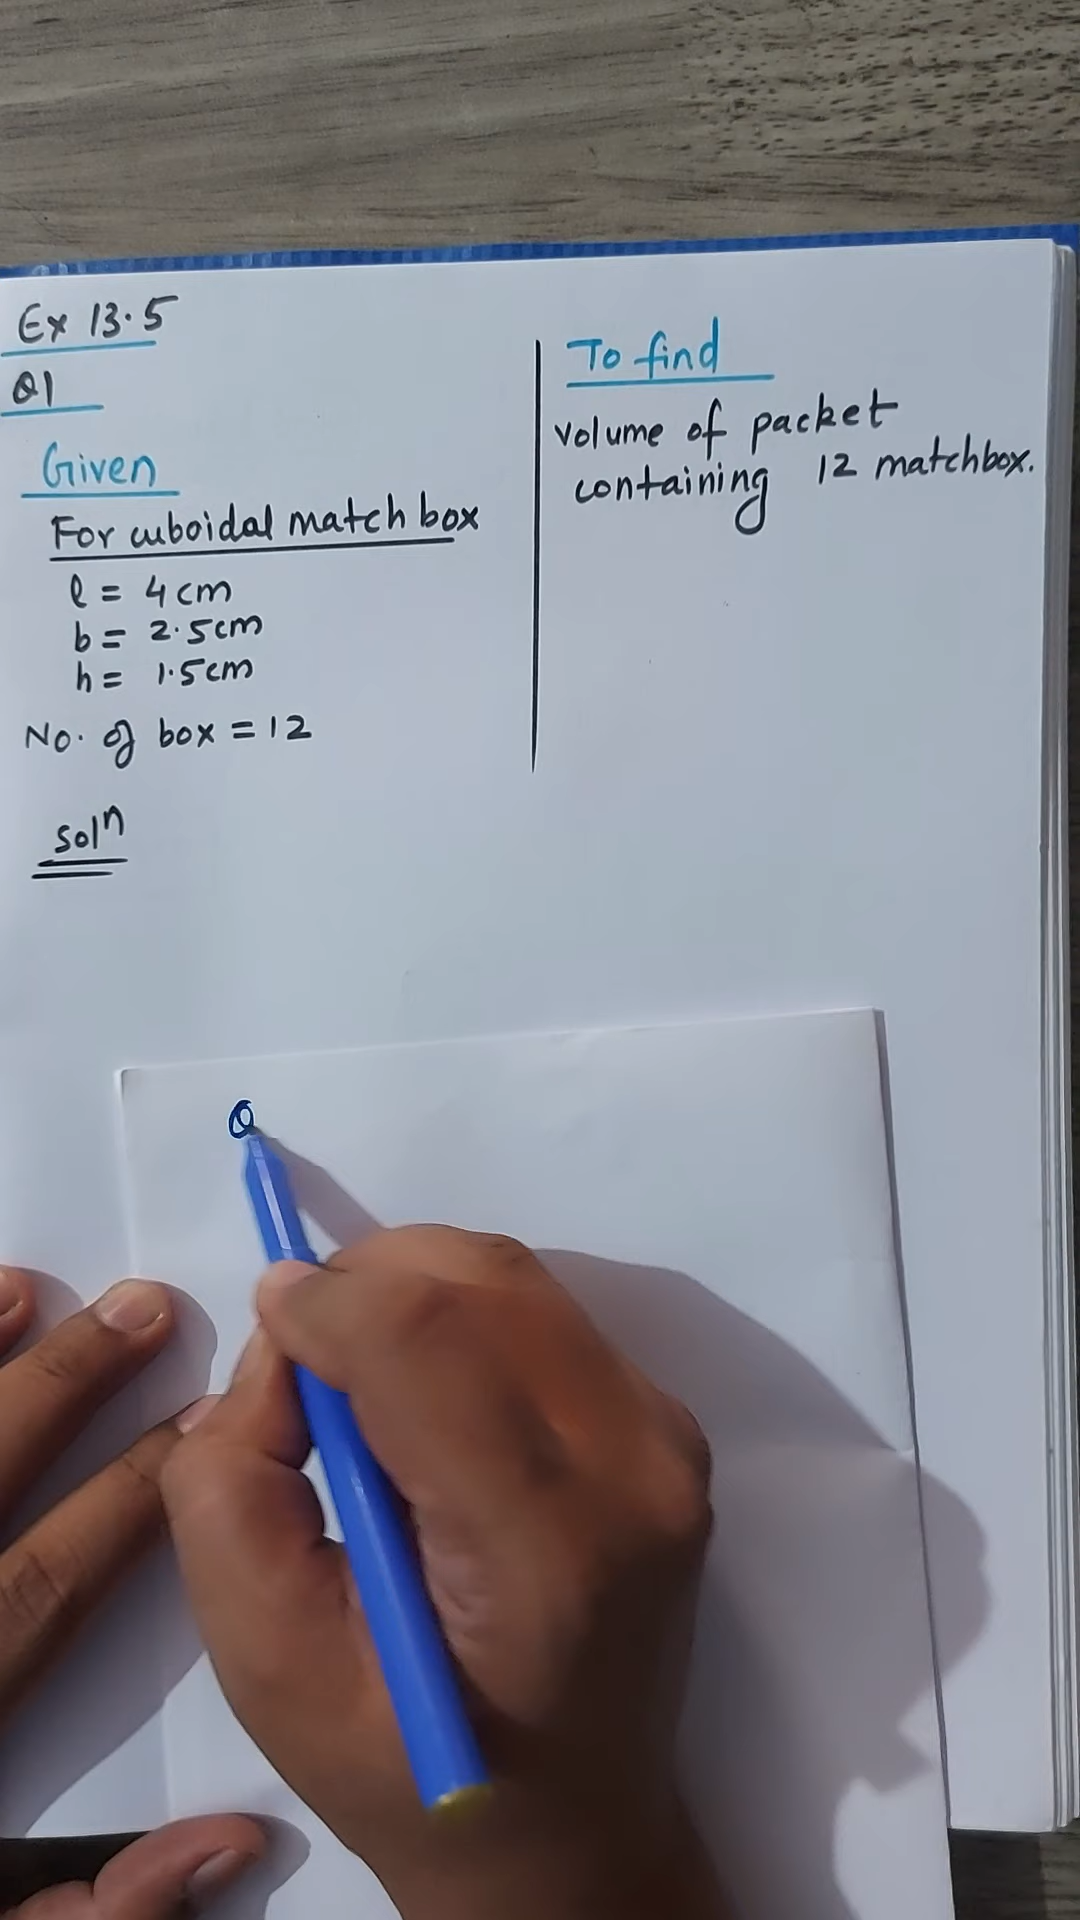 Ex 13.5
Q1
Given
For cuboidal match box
l = 4cm
b = 2.5cm
h = 1.5cm
No. of box = 12
To find
volume of packet
containing 12 matchbox.
Solⁿ